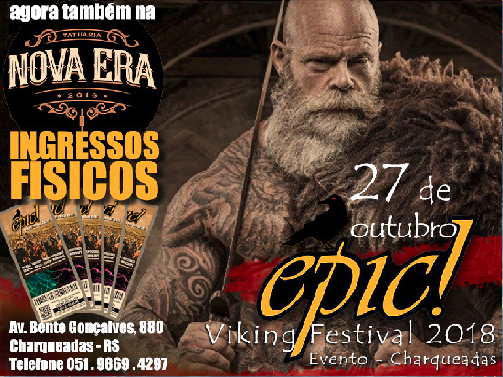 agora também na
TATUARIA
NOVA ERA
2015
INGRESSOS
FÍSICOS
epic!
Av. Bento Gonçalves, 880
Charqueadas - RS
Telefone 051 . 9869 . 4297
27 de
outubro
epic!
Viking Festival 2018
Evento - Charqueadas